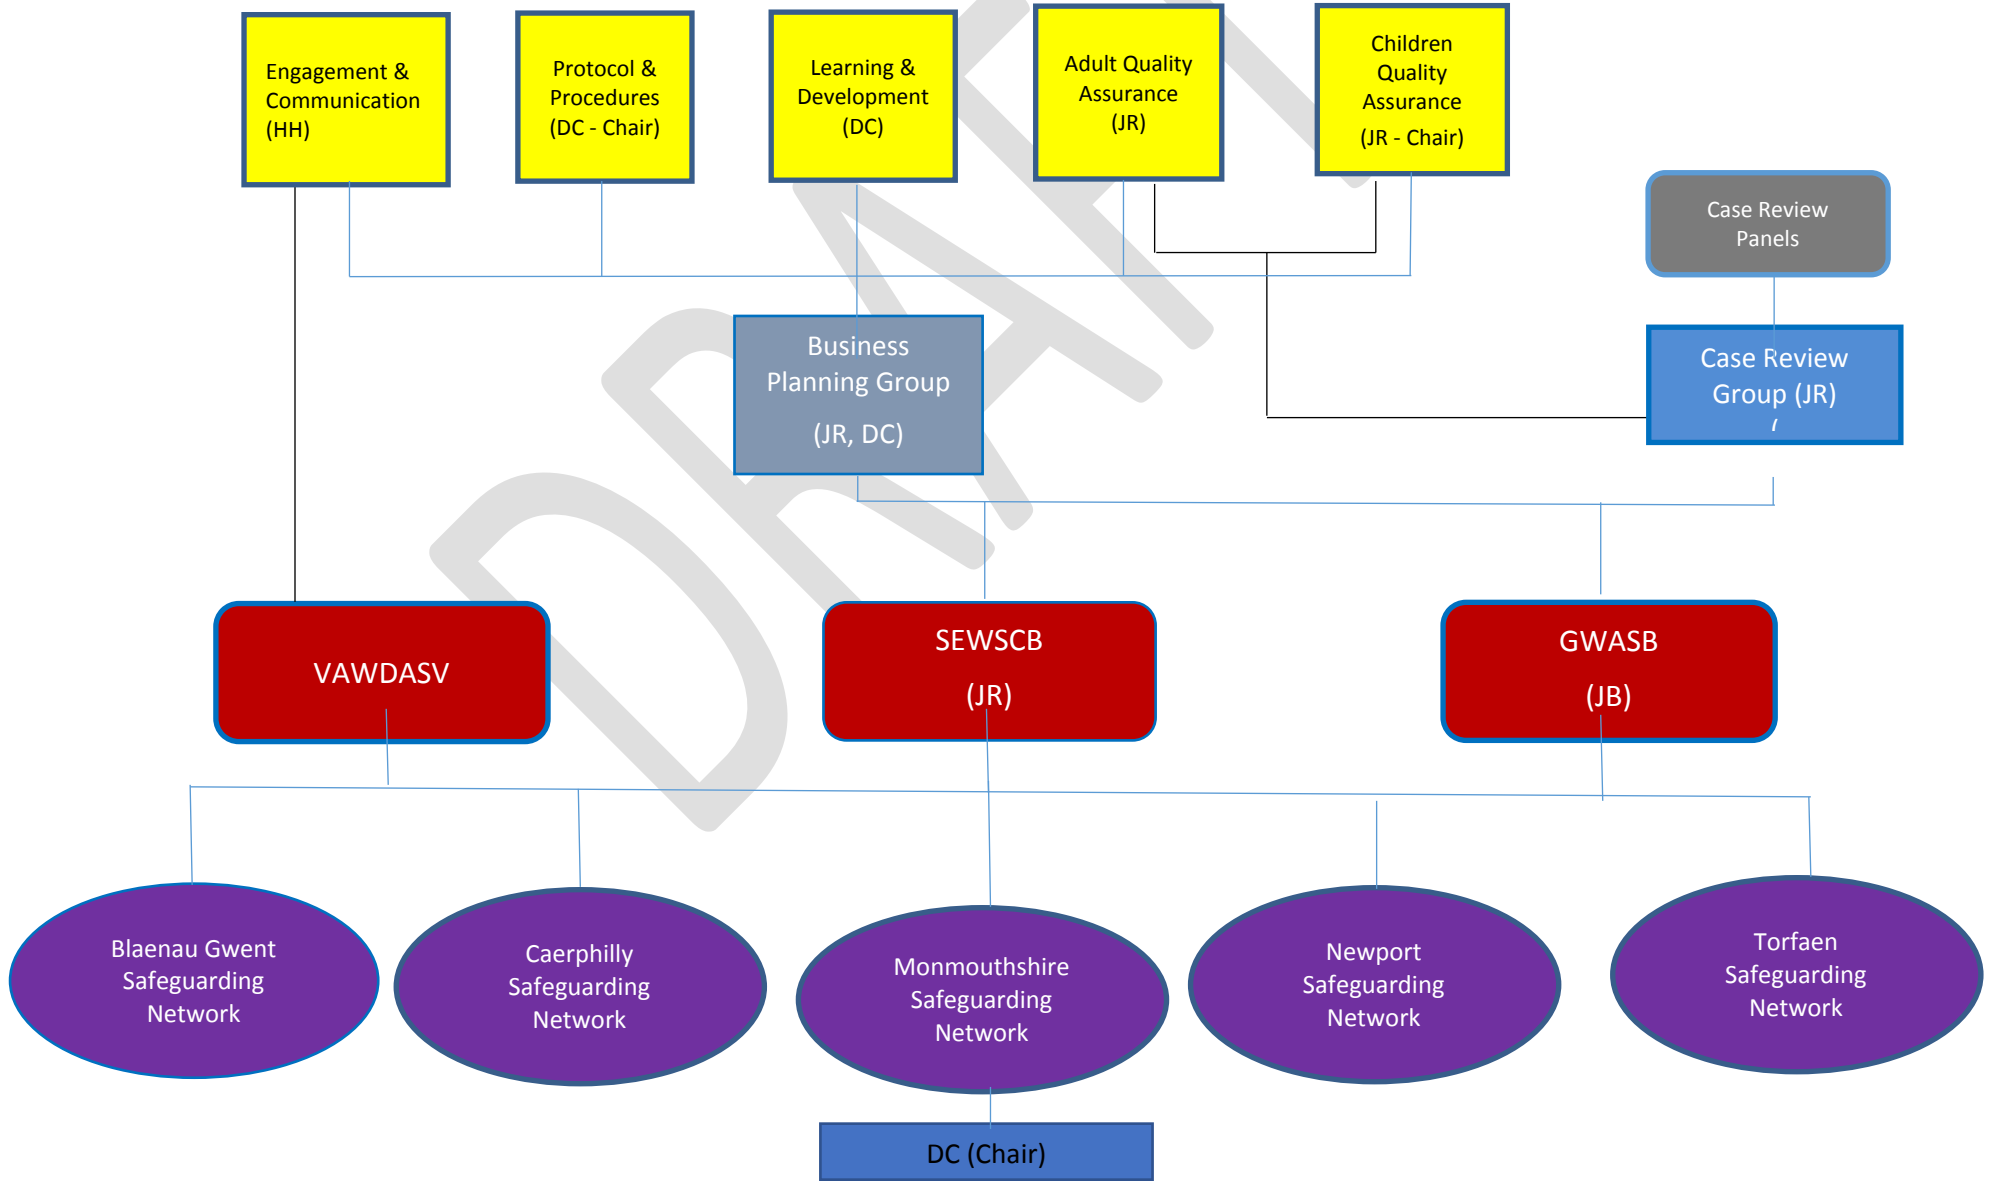 Engagement &
Communication
(HH)
Protocol &
Procedures
(DC - Chair)
Learning &
Development
(DC)
Adult Quality
Assurance
(JR)
Children
Quality
Assurance
(JR - Chair)
Case Review
Panels
Business
Planning Group
(JR, DC)
Case Review
Group (JR)
(
VAWDASV
SEWSCB
(JR)
GWASB
(JB)
Blaenau Gwent
Safeguarding
Network
Caerphilly
Safeguarding
Network
Monmouthshire
Safeguarding
Network
Newport
Safeguarding
Network
Torfaen
Safeguarding
Network
DC (Chair)
DRAFT